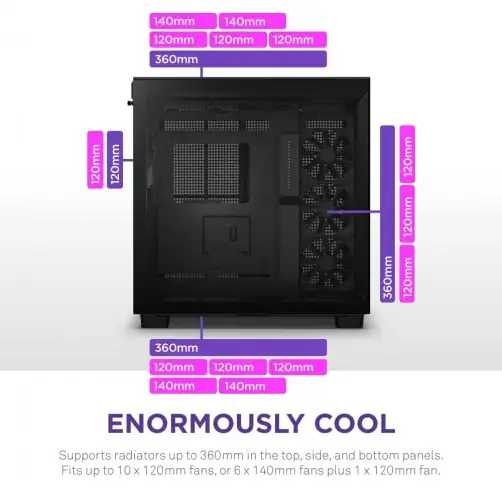 140mm 140mm
120mm 120mm 120mm
360mm
120mm
120mm
360mm
120mm
120mm
120mm
360mm
120mm 120mm 120mm
140mm 140mm
ENORMOUSLY COOL
Supports radiators up to 360mm in the top, side, and bottom panels.
Fits up to 10 x 120mm fans, or 6 x 140mm fans plus 1 x 120mm fan.